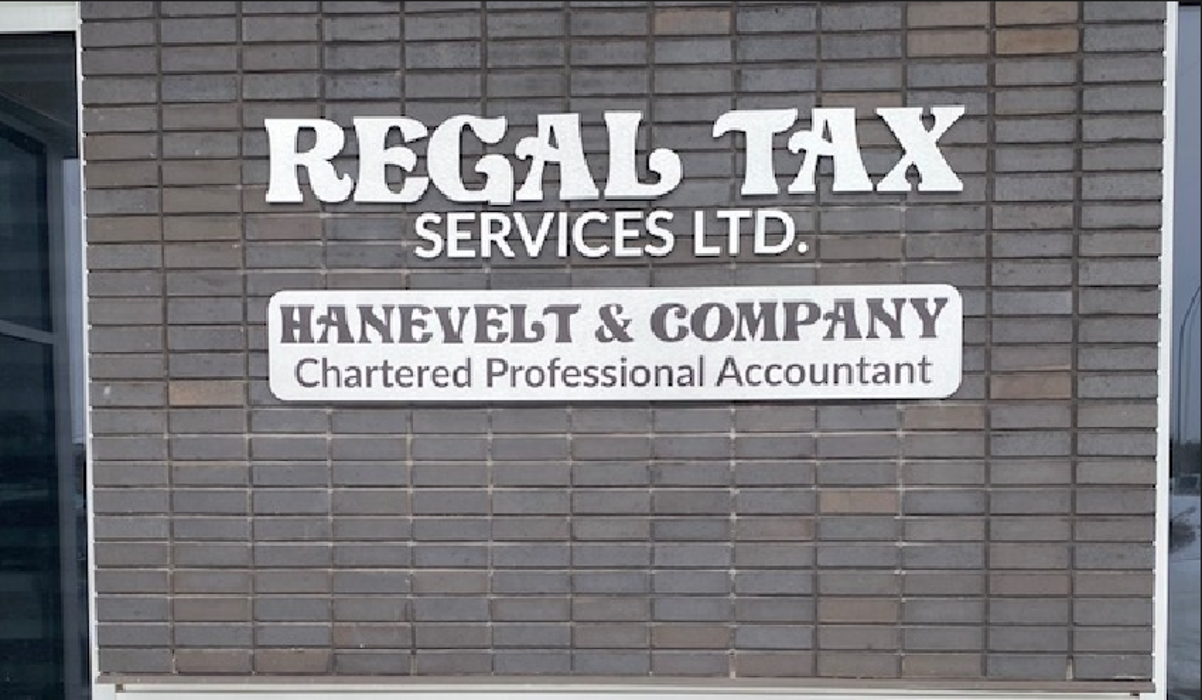 REGAL TAX
SERVICES LTD.
HANEVELT & COMPANY
Chartered Professional Accountant